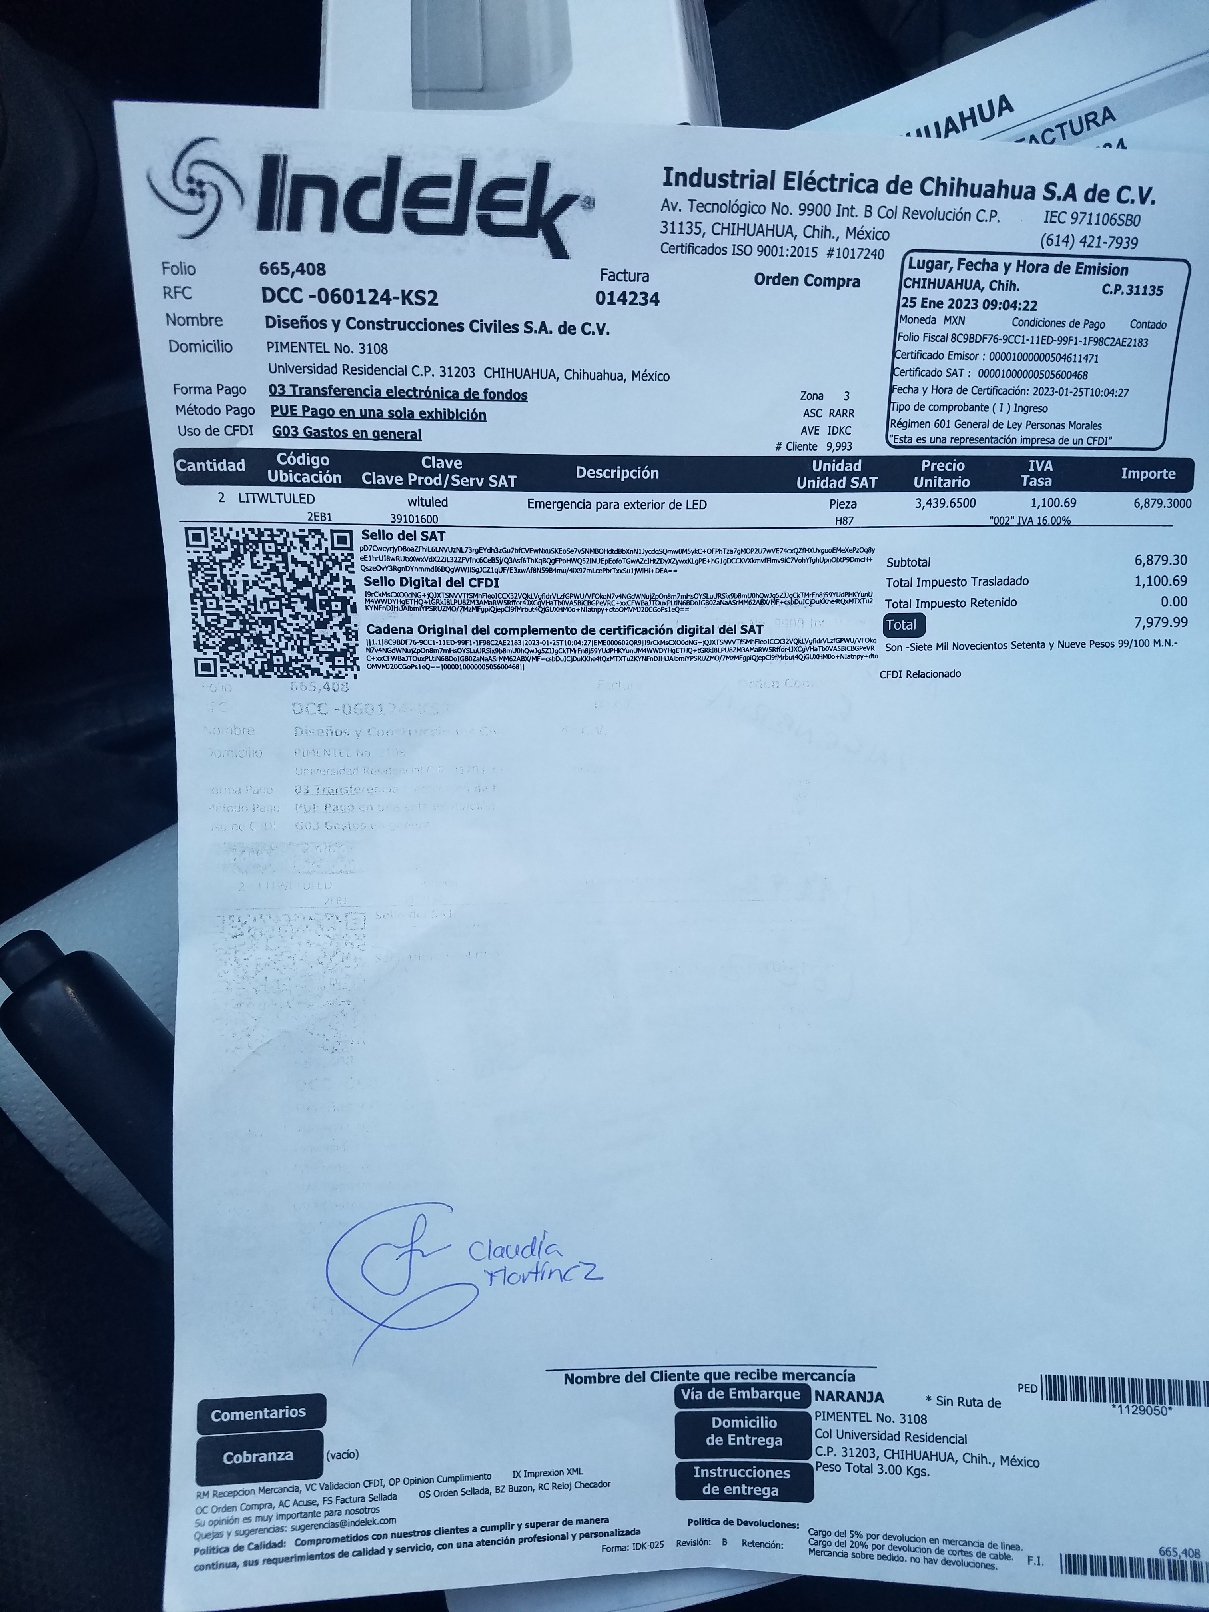 HUAHUA
FACTURA
Indelek
Industrial Eléctrica de Chihuahua S.A de C.V.
Av. Tecnológico No. 9900 Int. B Col Revolución C.P. IEC 971106SB0
31135, CHIHUAHUA, Chih., México (614) 421-7939
Certificados ISO 9001:2015 #1017240
Folio 665,408 Factura Orden Compra
RFC DCC -060124-KS2 014234
Nombre Diseños y Construcciones Civiles S.A. de C.V.
Domicilio PIMENTEL No. 3108
Universidad Residencial C.P. 31203 CHIHUAHUA, Chihuahua, México
Forma Pago 03 Transferencia electrónica de fondos
Método Pago PUE Pago en una sola exhibición
Uso de CFDI G03 Gastos en general
Zona 3
ASC RARR
AVE IDKC
# Cliente 9,993
Lugar, Fecha y Hora de Emision
CHIHUAHUA, Chih. C.P. 31135
25 Ene 2023 09:04:22
Moneda MXN Condiciones de Pago Contado
Folio Fiscal 8C9BDF76-9CC1-11ED-99F1-1F98C2AE2183
Certificado Emisor : 00001000000504611471
Certificado SAT : 00001000000505600468
Fecha y Hora de Certificación: 2023-01-25T10:04:27
Tipo de comprobante ( I ) Ingreso
Régimen 601 General de Ley Personas Morales
"Esta es una representación impresa de un CFDI"
Cantidad Código Ubicación Clave Clave Prod/Serv SAT Descripción Unidad Unidad SAT Precio Unitario IVA Tasa Importe
2 LITWLTULED wltuled Emergencia para exterior de LED Pieza 3,439.6500 1,100.69 6,879.3000
2EB1 39101600 H87 "002" IVA 16.00%
Sello del SAT
Sello Digital del CFDI
Cadena Original del complemento de certificación digital del SAT
Subtotal 6,879.30
Total Impuesto Trasladado 1,100.69
Total Impuesto Retenido 0.00
Total 7,979.99
Son -Siete Mil Novecientos Setenta y Nueve Pesos 99/100 M.N.-
CFDI Relacionado
665,408
DCC -060124-KS2
Claudia
Martínez
Nombre del Cliente que recibe mercancía
Comentarios
Cobranza (vacío)
Vía de Embarque NARANJA * Sin Ruta de
PED *1129050*
Domicilio de Entrega PIMENTEL No. 3108
Col Universidad Residencial
C.P. 31203, CHIHUAHUA, Chih., México
Instrucciones de entrega Peso Total 3.00 Kgs.
RM Recepcion Mercancia, VC Validacion CFDI, OP Opinion Cumplimiento IX Impresion XML
OC Orden Compra, AC Acuse, FS Factura Sellada OS Orden Sellada, BZ Buzon, RC Reloj Checador
Su opinión es muy importante para nosotros
Quejas y sugerencias: sugerencias@indelek.com
Politica de Calidad: Comprometidos con nuestros clientes a cumplir y superar de manera
continua, sus requerimientos de calidad y servicio, con una atención profesional y personalizada
Forma: IDK-025 Revisión: B Retención:
Politica de Devoluciones: Cargo del 5% por devolucion en mercancia de linea.
Cargo del 20% por devolucion de cortes de cable.
Mercancia sobre pedido, no hay devoluciones.
F.I. 665,408